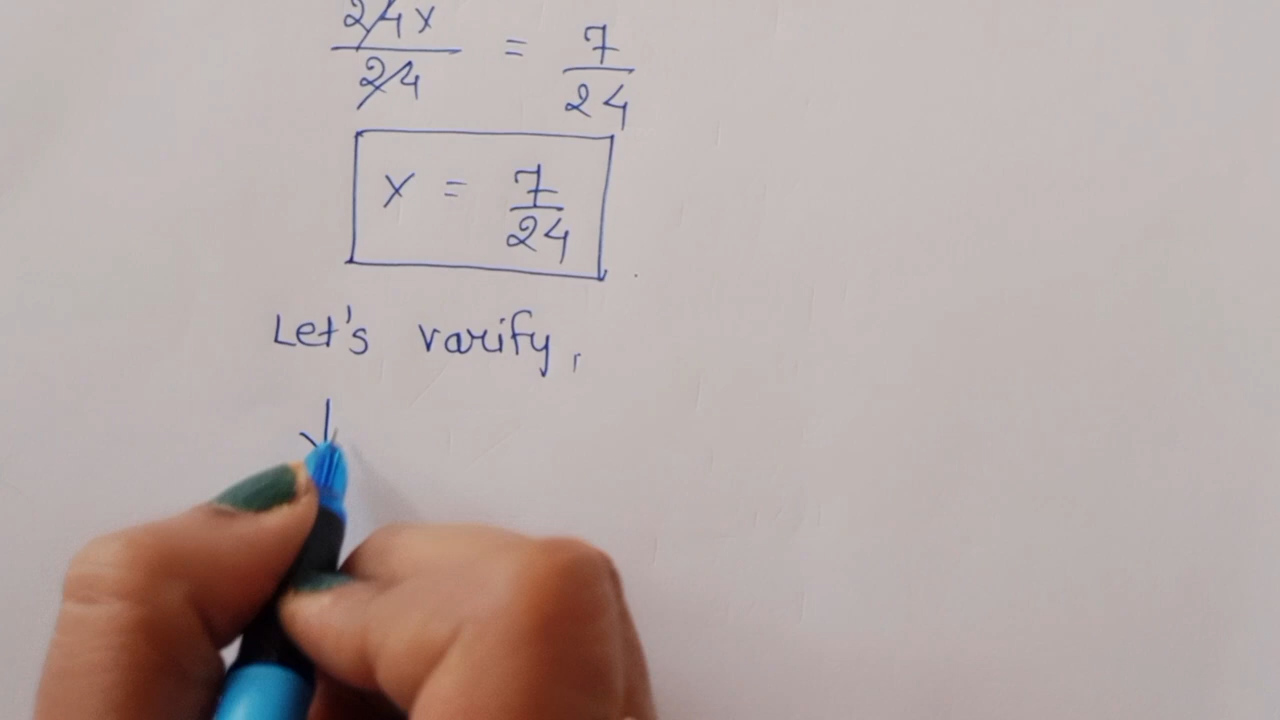 24x/24 = 7/24
x = 7/24
Let's varify,